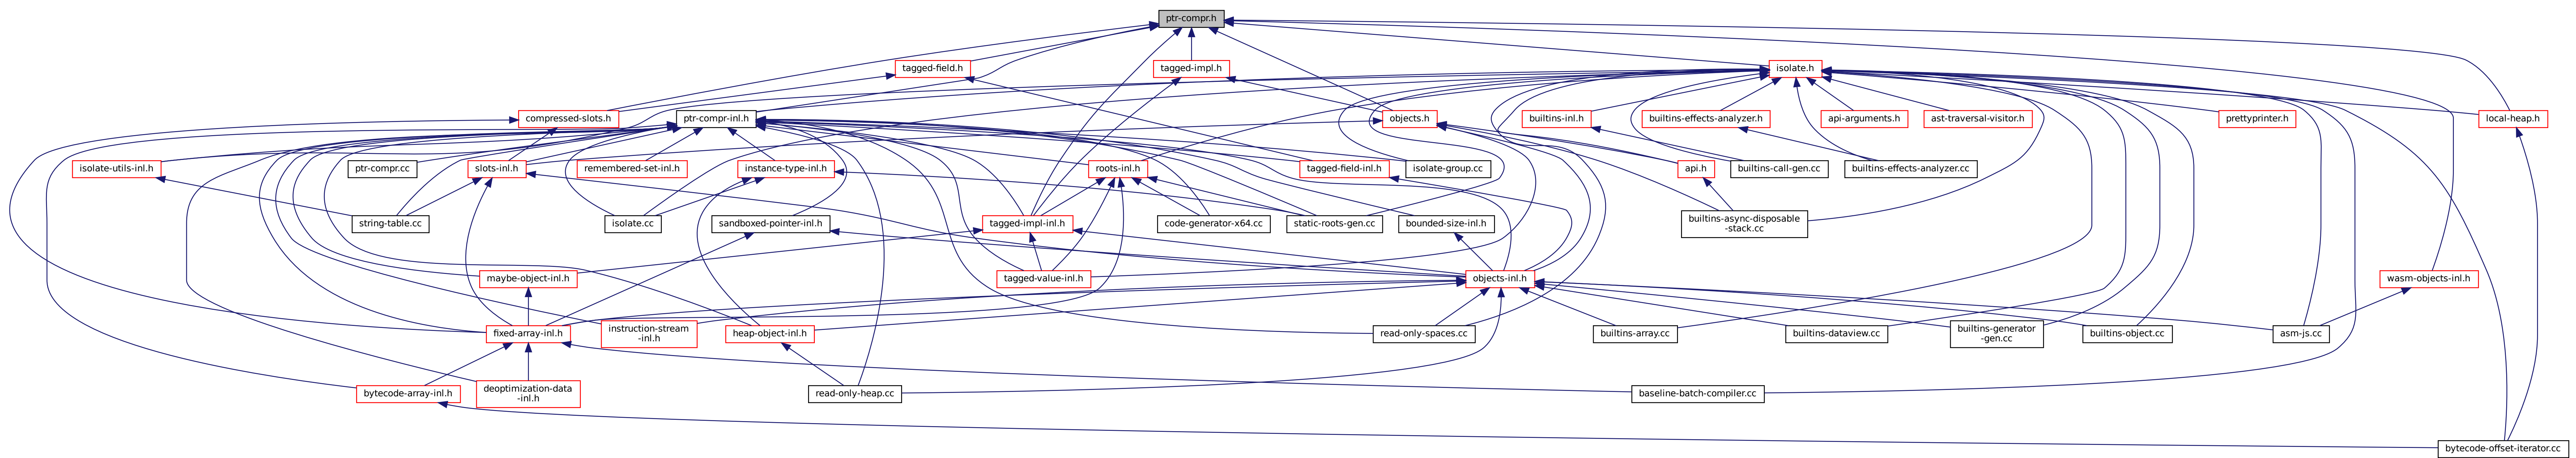 ptr-compr.h
tagged-field.h
tagged-impl.h
isolate.h
compressed-slots.h
ptr-compr-inl.h
objects.h
builtins-inl.h
builtins-effects-analyzer.h
api-arguments.h
ast-traversal-visitor.h
prettyprinter.h
local-heap.h
isolate-utils-inl.h
ptr-compr.cc
slots-inl.h
remembered-set-inl.h
instance-type-inl.h
roots-inl.h
tagged-field-inl.h
isolate-group.cc
api.h
builtins-call-gen.cc
builtins-effects-analyzer.cc
string-table.cc
isolate.cc
sandboxed-pointer-inl.h
tagged-impl-inl.h
code-generator-x64.cc
static-roots-gen.cc
bounded-size-inl.h
builtins-async-disposable
-stack.cc
maybe-object-inl.h
tagged-value-inl.h
objects-inl.h
wasm-objects-inl.h
fixed-array-inl.h
instruction-stream
-inl.h
heap-object-inl.h
read-only-spaces.cc
builtins-array.cc
builtins-dataview.cc
builtins-generator
-gen.cc
builtins-object.cc
asm-js.cc
bytecode-array-inl.h
deoptimization-data
-inl.h
read-only-heap.cc
baseline-batch-compiler.cc
bytecode-offset-iterator.cc